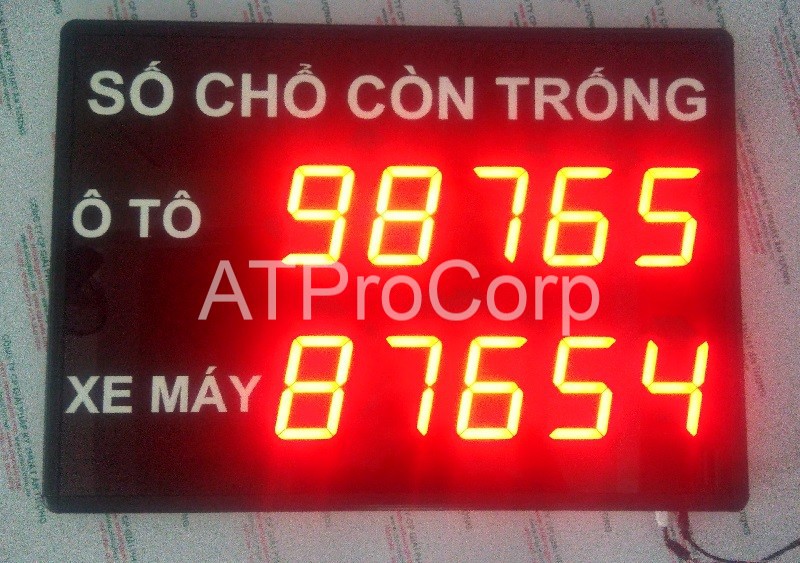 SỐ CHỔ CÒN TRỐNG
Ô TÔ 98765
ATProCorp
XE MÁY 87654